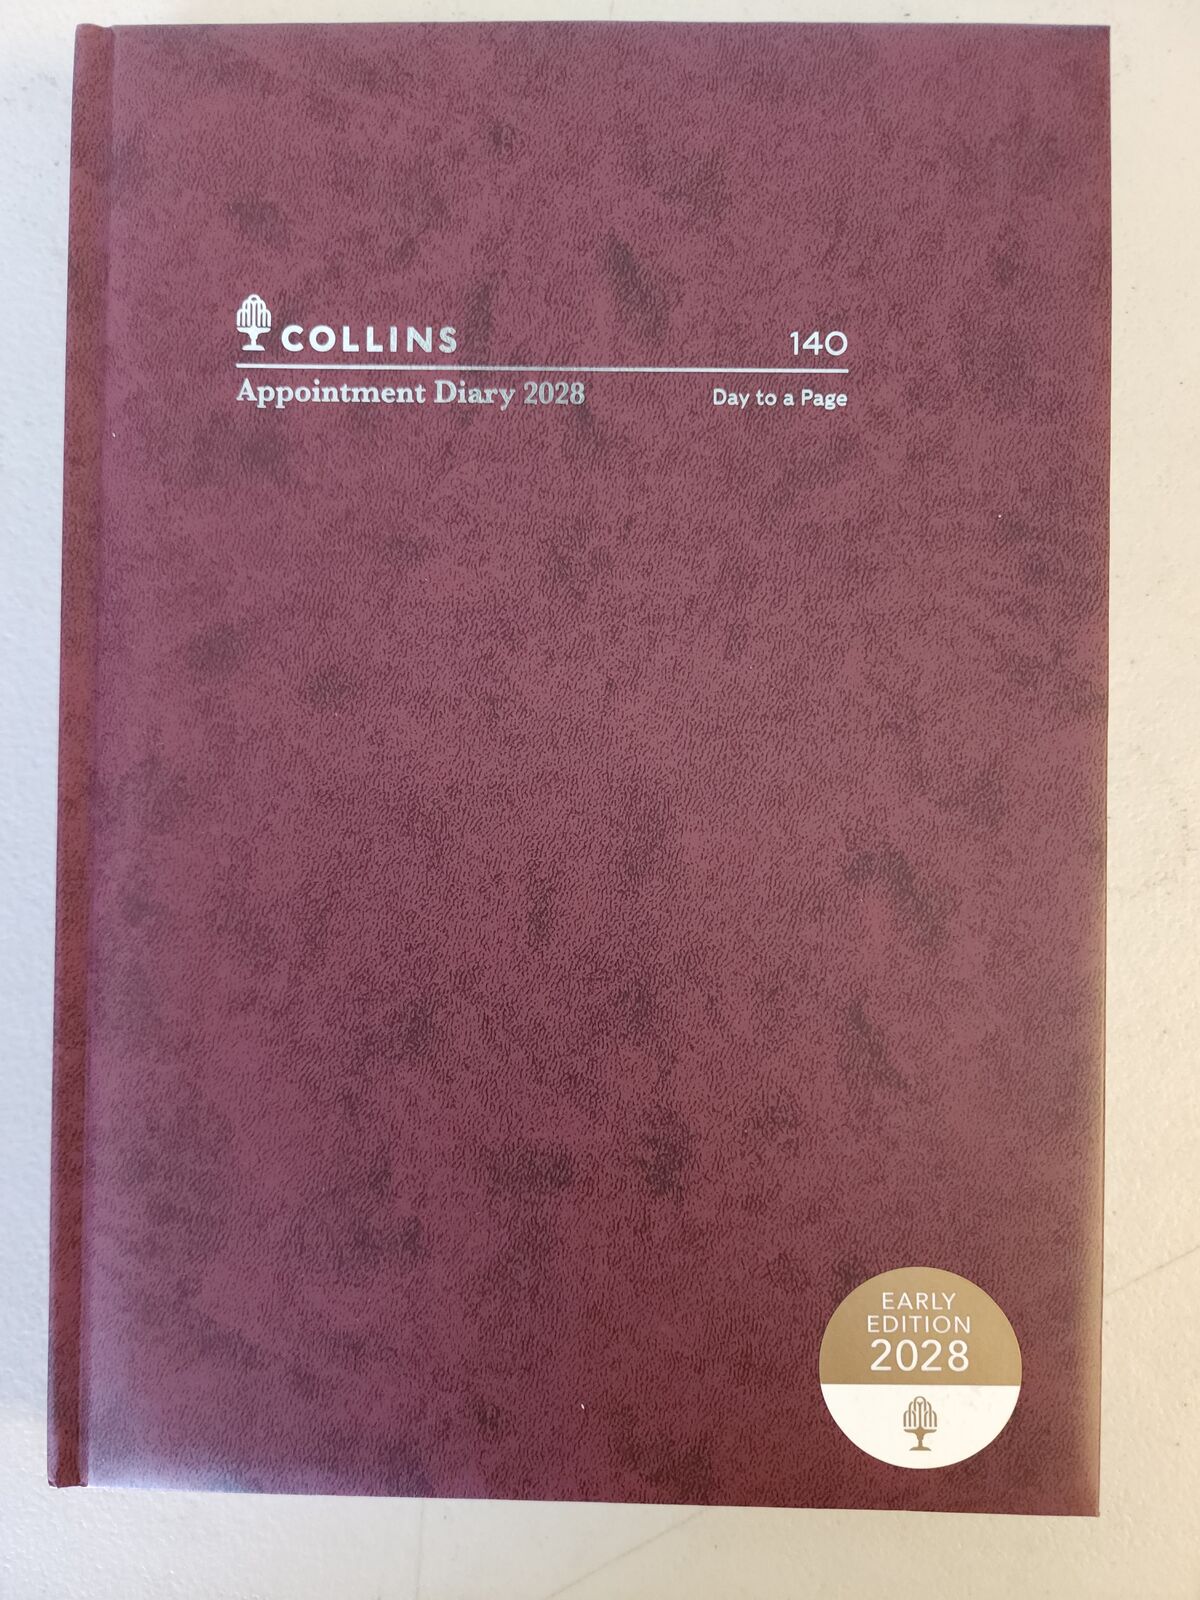 COLLINS 140
Appointment Diary 2028 Day to a Page
EARLY
EDITION
2028